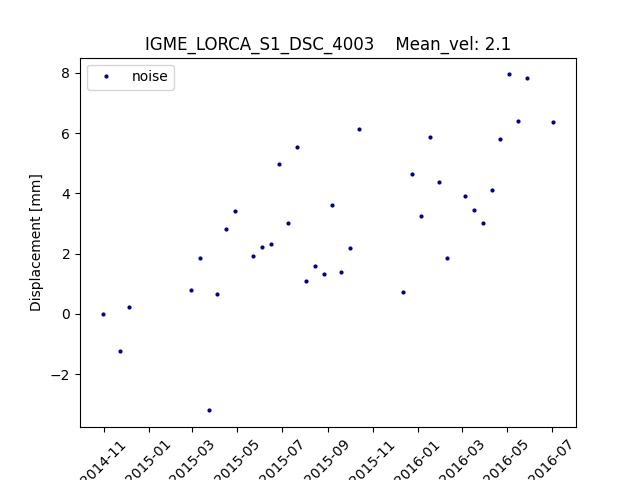 IGME_LORCA_S1_DSC_4003 Mean_vel: 2.1
noise
Displacement [mm]
8
6
4
2
0
−2
2014-11 2015-01 2015-03 2015-05 2015-07 2015-09 2015-11 2016-01 2016-03 2016-05 2016-07